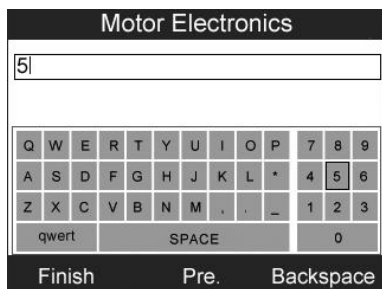 Motor Electronics
5
Q W E R T Y U I O P 7 8 9
A S D F G H J K L * 4 5 6
Z X C V B N M , . _ 1 2 3
qwert SPACE 0
Finish Pre. Backspace